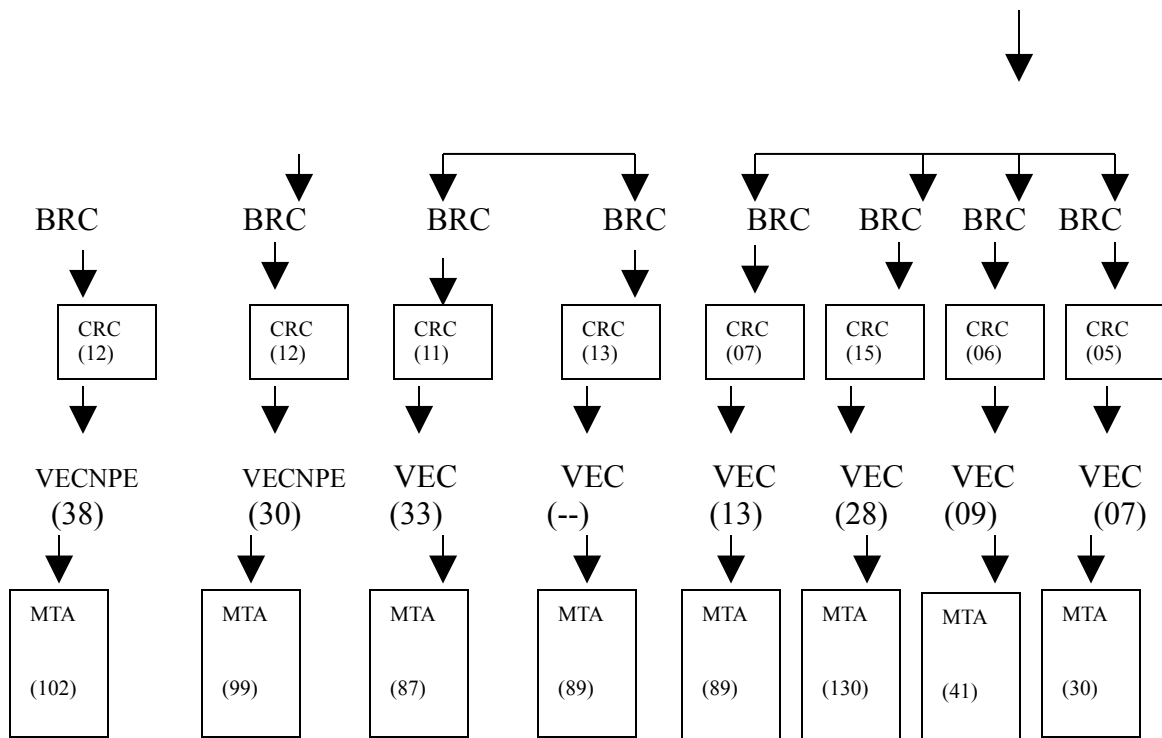 BRC BRC BRC BRC BRC BRC BRC BRC
CRC CRC CRC CRC CRC CRC CRC CRC
(12) (12) (11) (13) (07) (15) (06) (05)
VECNPE VECNPE VEC VEC VEC VEC VEC VEC
(38) (30) (33) (--) (13) (28) (09) (07)
MTA MTA MTA MTA MTA MTA MTA MTA
(102) (99) (87) (89) (89) (130) (41) (30)